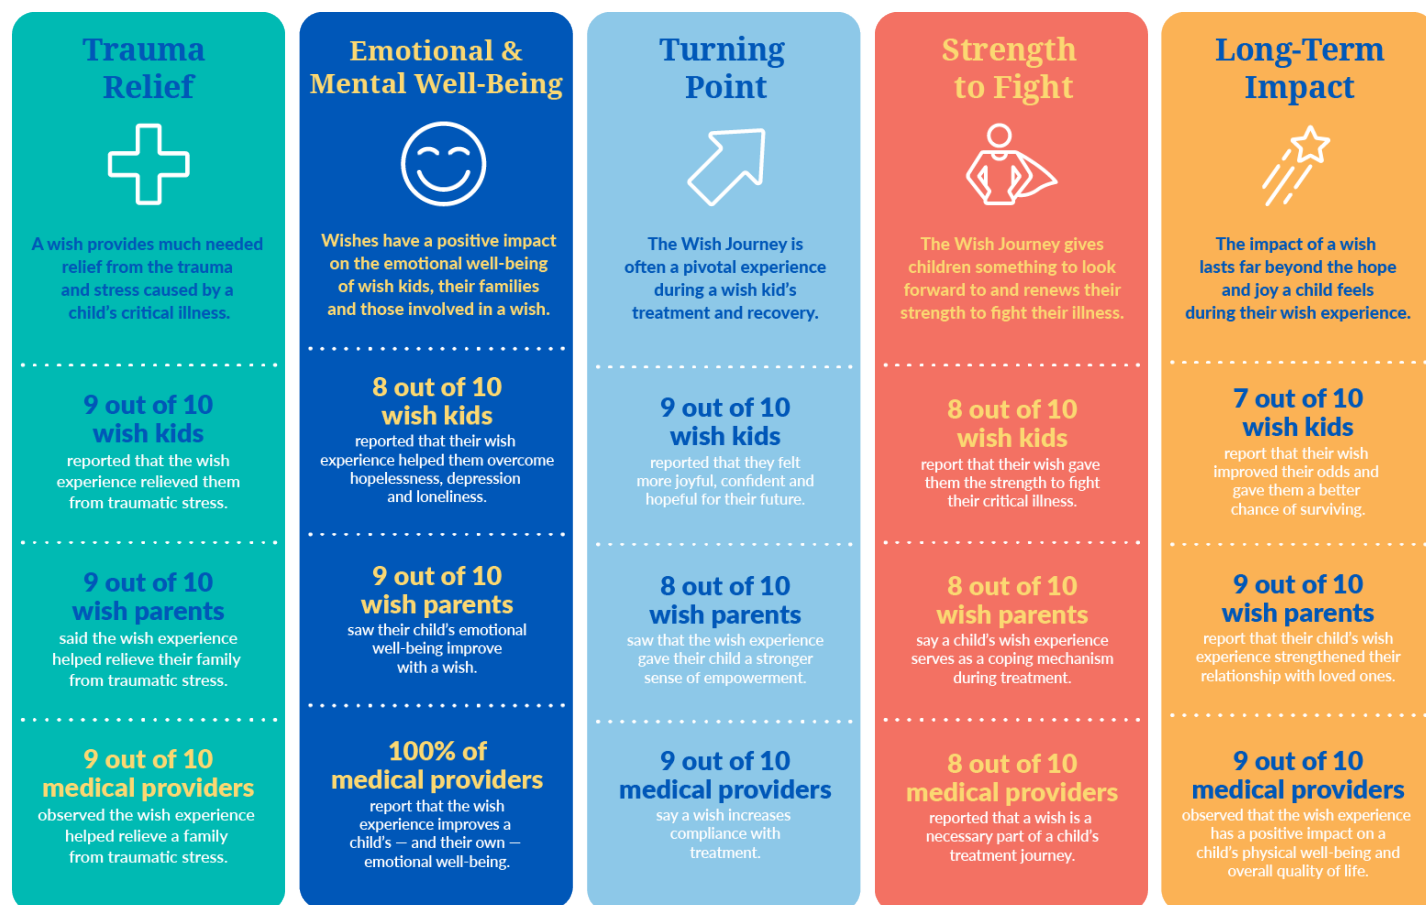 Trauma
Relief
A wish provides much needed
relief from the trauma
and stress caused by a
child's critical illness.
9 out of 10
wish kids
reported that the wish
experience relieved them
from traumatic stress.
9 out of 10
wish parents
said the wish experience
helped relieve their family
from traumatic stress.
9 out of 10
medical providers
observed the wish experience
helped relieve a family
from traumatic stress.
Emotional &
Mental Well-Being
Wishes have a positive impact
on the emotional well-being
of wish kids, their families
and those involved in a wish.
8 out of 10
wish kids
reported that their wish
experience helped them overcome
hopelessness, depression
and loneliness.
9 out of 10
wish parents
saw their child's emotional
well-being improve
with a wish.
100% of
medical providers
report that the wish
experience improves a
child's — and their own —
emotional well-being.
Turning
Point
The Wish Journey is
often a pivotal experience
during a wish kid's
treatment and recovery.
9 out of 10
wish kids
reported that they felt
more joyful, confident and
hopeful for their future.
8 out of 10
wish parents
saw that the wish experience
gave their child a stronger
sense of empowerment.
9 out of 10
medical providers
say a wish increases
compliance with
treatment.
Strength
to Fight
The Wish Journey gives
children something to look
forward to and renews their
strength to fight their illness.
8 out of 10
wish kids
report that their wish gave
them the strength to fight
their critical illness.
8 out of 10
wish parents
say a child's wish experience
serves as a coping mechanism
during treatment.
8 out of 10
medical providers
reported that a wish is a
necessary part of a child's
treatment journey.
Long-Term
Impact
The impact of a wish
lasts far beyond the hope
and joy a child feels
during their wish experience.
7 out of 10
wish kids
report that their wish
improved their odds and
gave them a better
chance of surviving.
9 out of 10
wish parents
report that their child's wish
experience strengthened their
relationship with loved ones.
9 out of 10
medical providers
observed that the wish experience
has a positive impact on a
child's physical well-being and
overall quality of life.